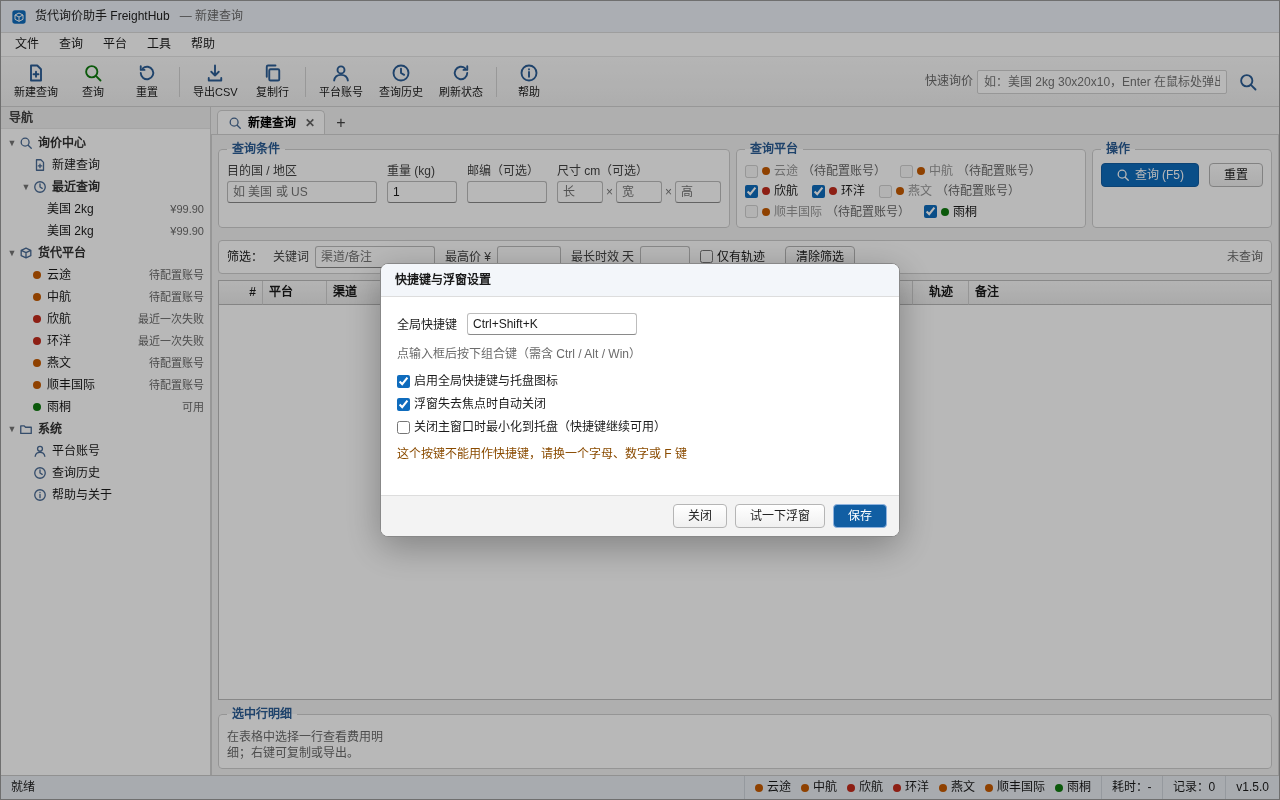 货代询价助手 FreightHub — 新建查询
文件 查询 平台 工具 帮助
新建查询 查询 重置 导出CSV 复制行 平台账号 查询历史 刷新状态 帮助
快速询价 如：美国 2kg 30x20x10，Enter 在鼠标处弹出
导航
询价中心
新建查询
最近查询
美国 2kg ¥99.90
美国 2kg ¥99.90
货代平台
云途 待配置账号
中航 待配置账号
欣航 最近一次失败
环洋 最近一次失败
燕文 待配置账号
顺丰国际 待配置账号
雨桐 可用
系统
平台账号
查询历史
帮助与关于
新建查询 ✕ +
查询条件
目的国 / 地区 重量 (kg) 邮编（可选） 尺寸 cm（可选）
如 美国 或 US 1 长 × 宽 × 高
查询平台
云途 （待配置账号） 中航 （待配置账号）
欣航 环洋 燕文 （待配置账号）
顺丰国际 （待配置账号） 雨桐
操作
查询 (F5) 重置
筛选： 关键词 渠道/备注 最高价 ¥ 最长时效 天 仅有轨迹 清除筛选 未查询
# 平台 渠道 轨迹 备注
快捷键与浮窗设置
全局快捷键 Ctrl+Shift+K
点输入框后按下组合键（需含 Ctrl / Alt / Win）
启用全局快捷键与托盘图标
浮窗失去焦点时自动关闭
关闭主窗口时最小化到托盘（快捷键继续可用）
这个按键不能用作快捷键，请换一个字母、数字或 F 键
关闭 试一下浮窗 保存
选中行明细
在表格中选择一行查看费用明
细；右键可复制或导出。
就绪 云途 中航 欣航 环洋 燕文 顺丰国际 雨桐 耗时：- 记录：0 v1.5.0